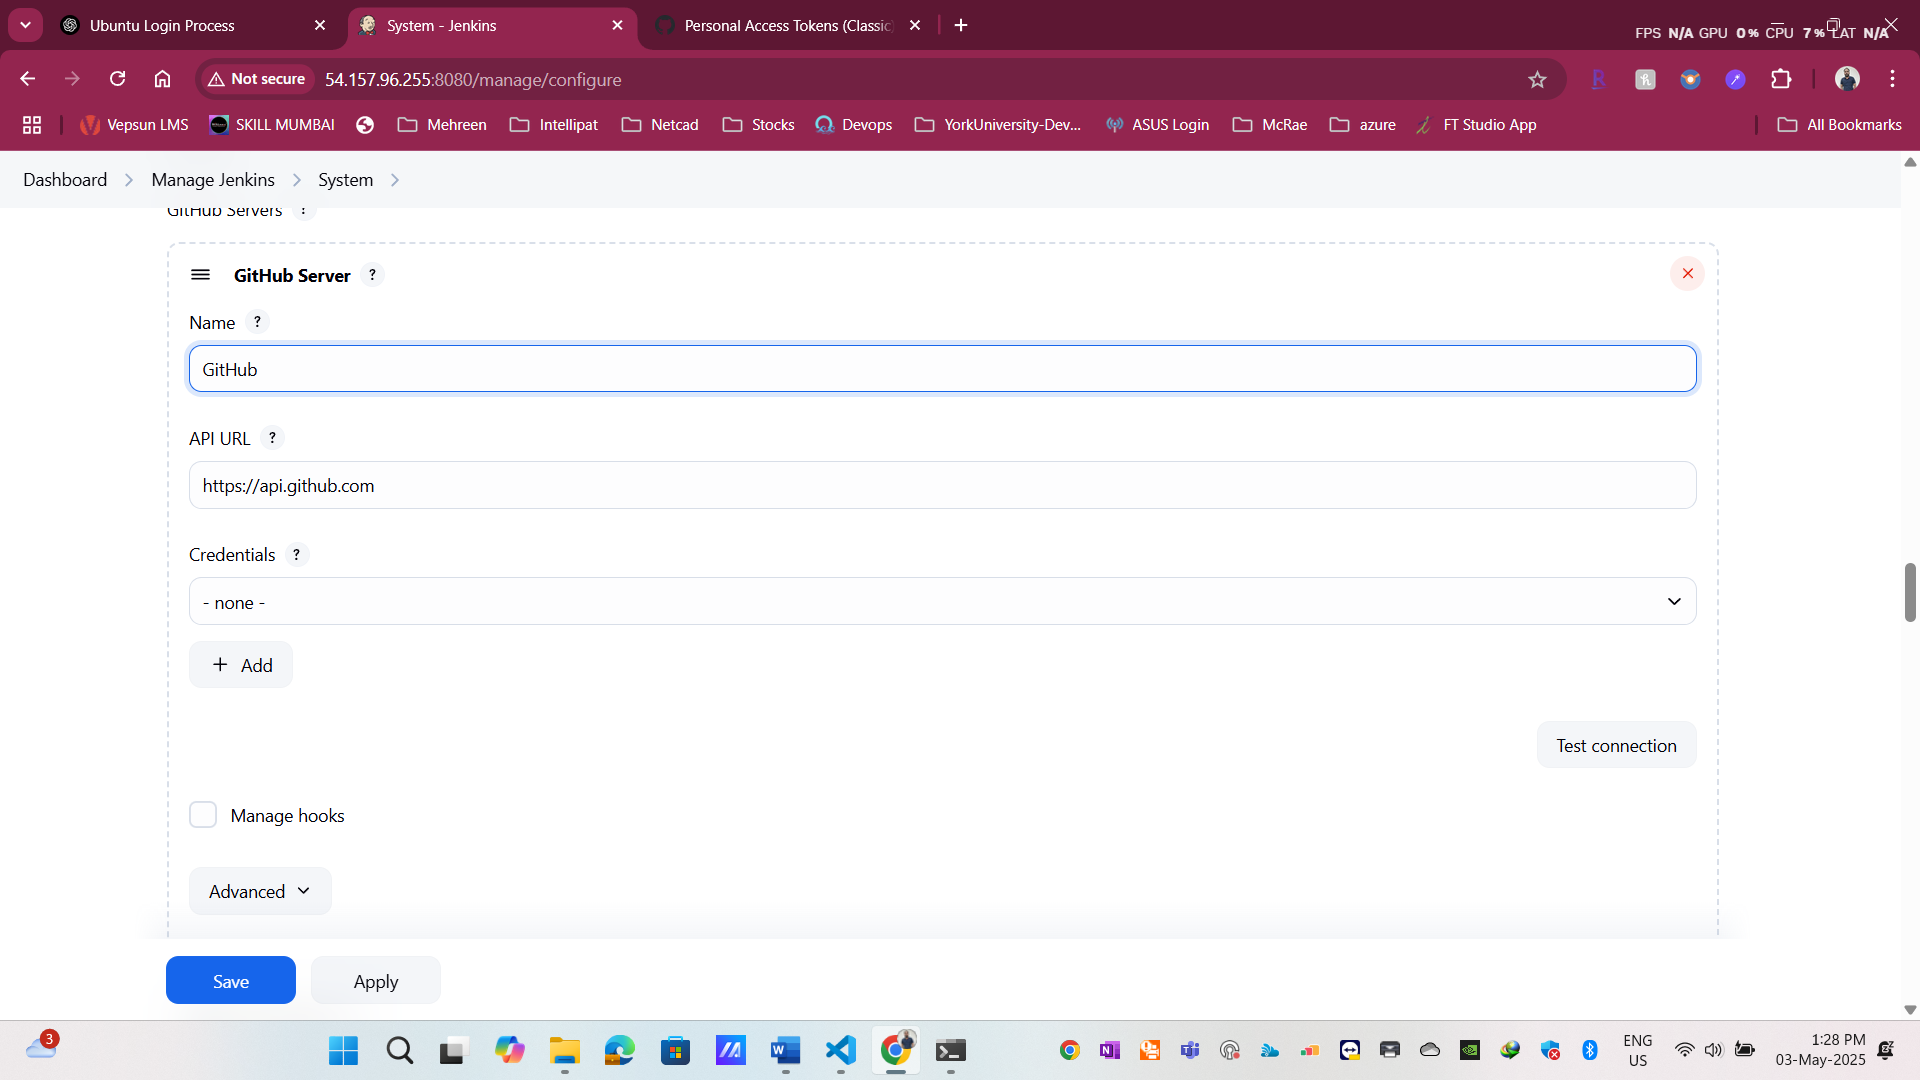 Ubuntu Login Process
System - Jenkins
Personal Access Tokens (Classic
FPS N/A GPU 0% CPU 7% LAT N/A
Not secure
54.157.96.255:8080/manage/configure
Vepsun LMS
SKILL MUMBAI
Mehreen
Intellipat
Netcad
Stocks
Devops
YorkUniversity-Dev...
ASUS Login
McRae
azure
FT Studio App
All Bookmarks
Dashboard
Manage Jenkins
System
GitHub Servers ?
GitHub Server ?
Name ?
GitHub
API URL ?
https://api.github.com
Credentials ?
- none -
+ Add
Test connection
Manage hooks
Advanced
Save
Apply
3
ENG
US
1:28 PM
03-May-2025